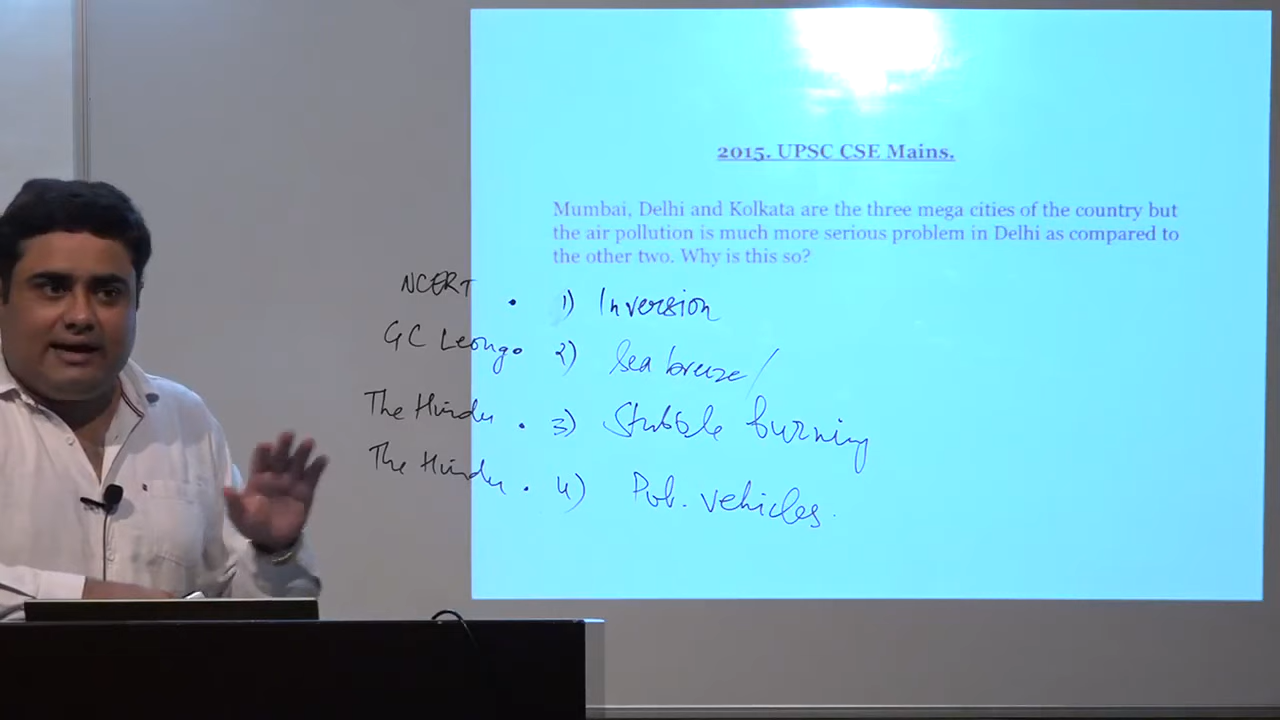 2015. UPSC CSE Mains.
Mumbai, Delhi and Kolkata are the three mega cities of the country but
the air pollution is much more serious problem in Delhi as compared to
the other two. Why is this so?
NCERT . 1) Inversion
GC Leong . 2) Sea breeze/
The Hindu . 3) Stubble burning
The Hindu . 4) vehicles.